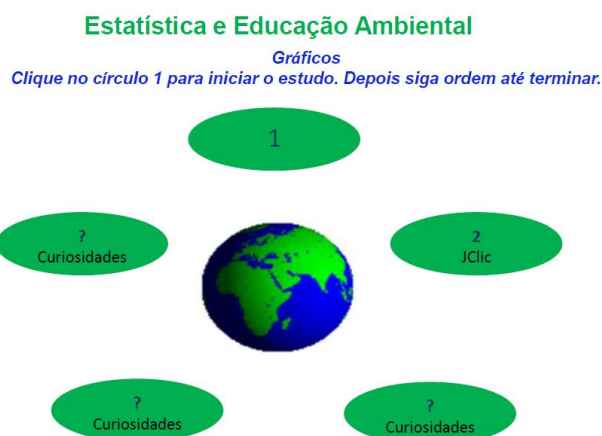 Estatística e Educação Ambiental
Gráficos
Clique no círculo 1 para iniciar o estudo. Depois siga ordem até terminar.
1
?
Curiosidades
2
JClic
?
Curiosidades
?
Curiosidades